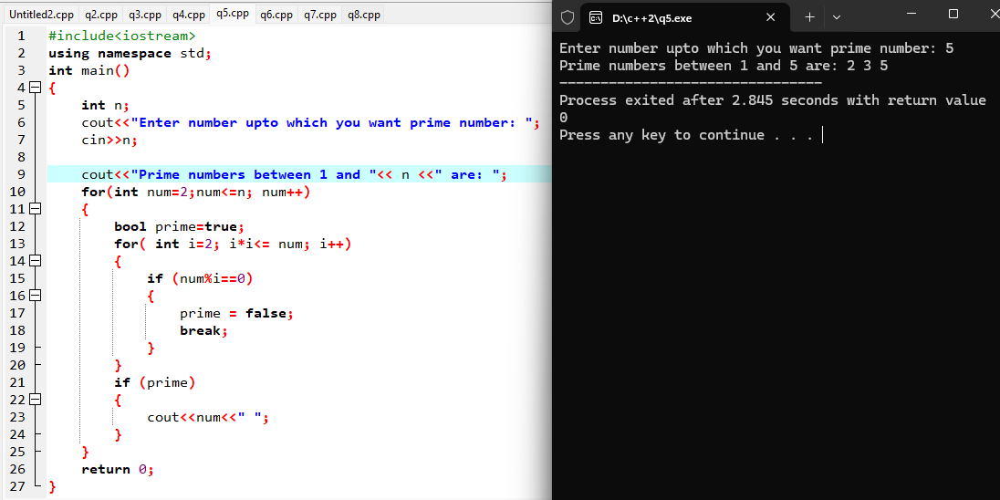 Untitled2.cpp q2.cpp q3.cpp q4.cpp q5.cpp q6.cpp q7.cpp q8.cpp
1 #include<iostream>
2 using namespace std;
3 int main()
4 {
5 int n;
6 cout<<"Enter number upto which you want prime number: ";
7 cin>>n;
8
9 cout<<"Prime numbers between 1 and "<< n <<" are: ";
10 for(int num=2;num<=n; num++)
11 {
12 bool prime=true;
13 for( int i=2; i*i<= num; i++)
14 {
15 if (num%i==0)
16 {
17 prime = false;
18 break;
19 }
20 }
21 if (prime)
22 {
23 cout<<num<<" ";
24 }
25 }
26 return 0;
27 }
D:\c++2\q5.exe
Enter number upto which you want prime number: 5
Prime numbers between 1 and 5 are: 2 3 5
--------------------------------
Process exited after 2.845 seconds with return value
0
Press any key to continue . . .